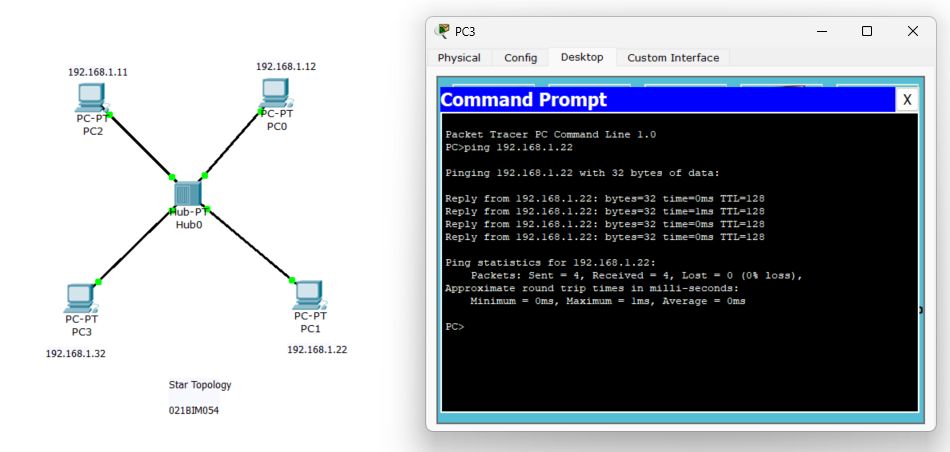 192.168.1.11
192.168.1.12
PC-PT
PC2
PC-PT
PC0
Hub-PT
Hub0
PC-PT
PC3
PC-PT
PC1
192.168.1.32
192.168.1.22
Star Topology
021BIM054
PC3
Physical Config Desktop Custom Interface
Command Prompt X
Packet Tracer PC Command Line 1.0
PC>ping 192.168.1.22
Pinging 192.168.1.22 with 32 bytes of data:
Reply from 192.168.1.22: bytes=32 time=0ms TTL=128
Reply from 192.168.1.22: bytes=32 time=1ms TTL=128
Reply from 192.168.1.22: bytes=32 time=0ms TTL=128
Reply from 192.168.1.22: bytes=32 time=0ms TTL=128
Ping statistics for 192.168.1.22:
Packets: Sent = 4, Received = 4, Lost = 0 (0% loss),
Approximate round trip times in milli-seconds:
Minimum = 0ms, Maximum = 1ms, Average = 0ms
PC>